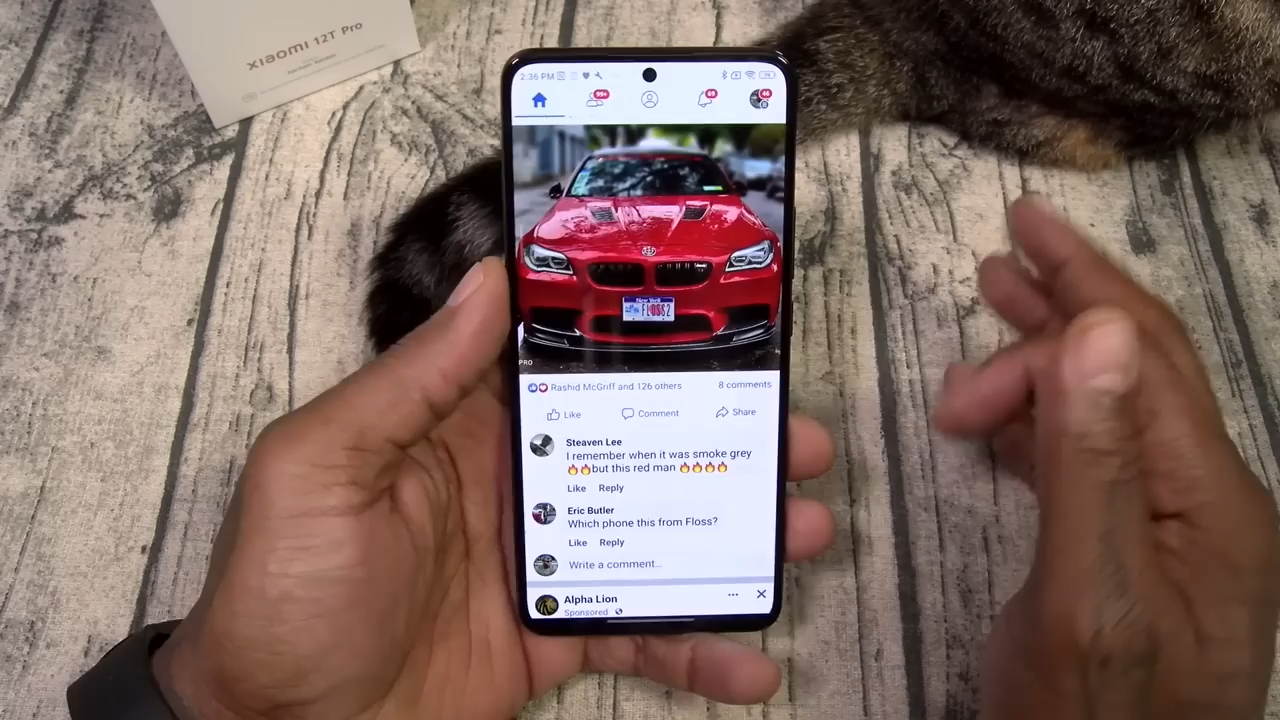 xiaomi 12T Pro
2:36 PM
99+
69
46
New York
FLOSS2
PRO
Rashid McGriff and 126 others
8 comments
Like
Comment
Share
Steaven Lee
I remember when it was smoke grey
🔥🔥but this red man 🔥🔥🔥🔥
Like Reply
Eric Butler
Which phone this from Floss?
Like Reply
Write a comment...
Alpha Lion
Sponsored